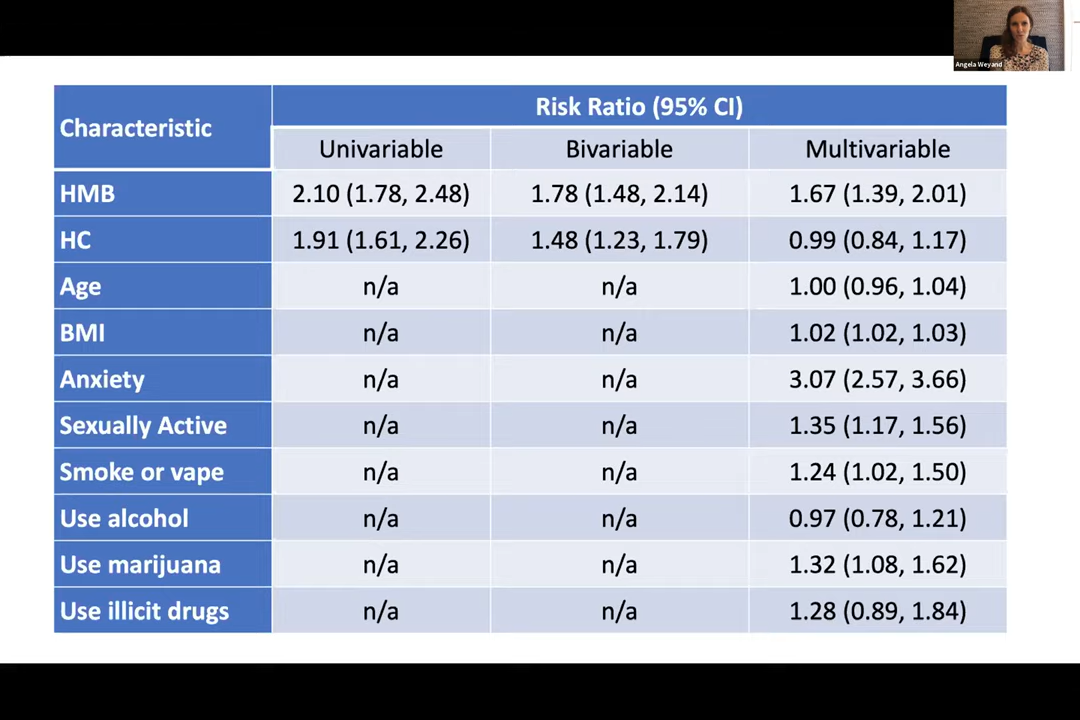 Angela Weyand
Characteristic
Risk Ratio (95% CI)
Univariable Bivariable Multivariable
HMB 2.10 (1.78, 2.48) 1.78 (1.48, 2.14) 1.67 (1.39, 2.01)
HC 1.91 (1.61, 2.26) 1.48 (1.23, 1.79) 0.99 (0.84, 1.17)
Age n/a n/a 1.00 (0.96, 1.04)
BMI n/a n/a 1.02 (1.02, 1.03)
Anxiety n/a n/a 3.07 (2.57, 3.66)
Sexually Active n/a n/a 1.35 (1.17, 1.56)
Smoke or vape n/a n/a 1.24 (1.02, 1.50)
Use alcohol n/a n/a 0.97 (0.78, 1.21)
Use marijuana n/a n/a 1.32 (1.08, 1.62)
Use illicit drugs n/a n/a 1.28 (0.89, 1.84)